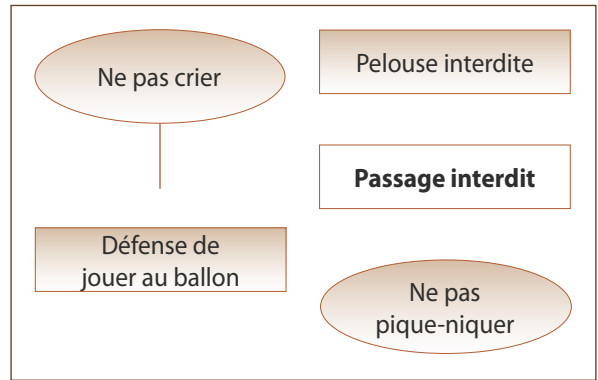 Ne pas crier
Pelouse interdite
Passage interdit
Défense de
jouer au ballon
Ne pas
pique-niquer